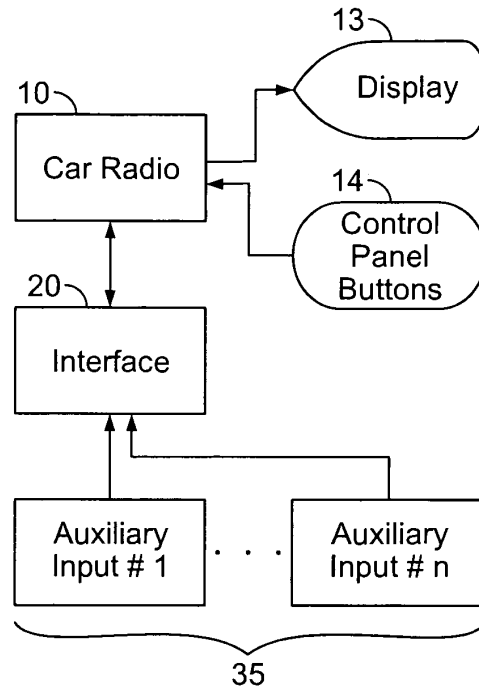 13
Display
10
Car Radio
14
Control
Panel
Buttons
20
Interface
Auxiliary
Input # 1
. . .
Auxiliary
Input # n
35